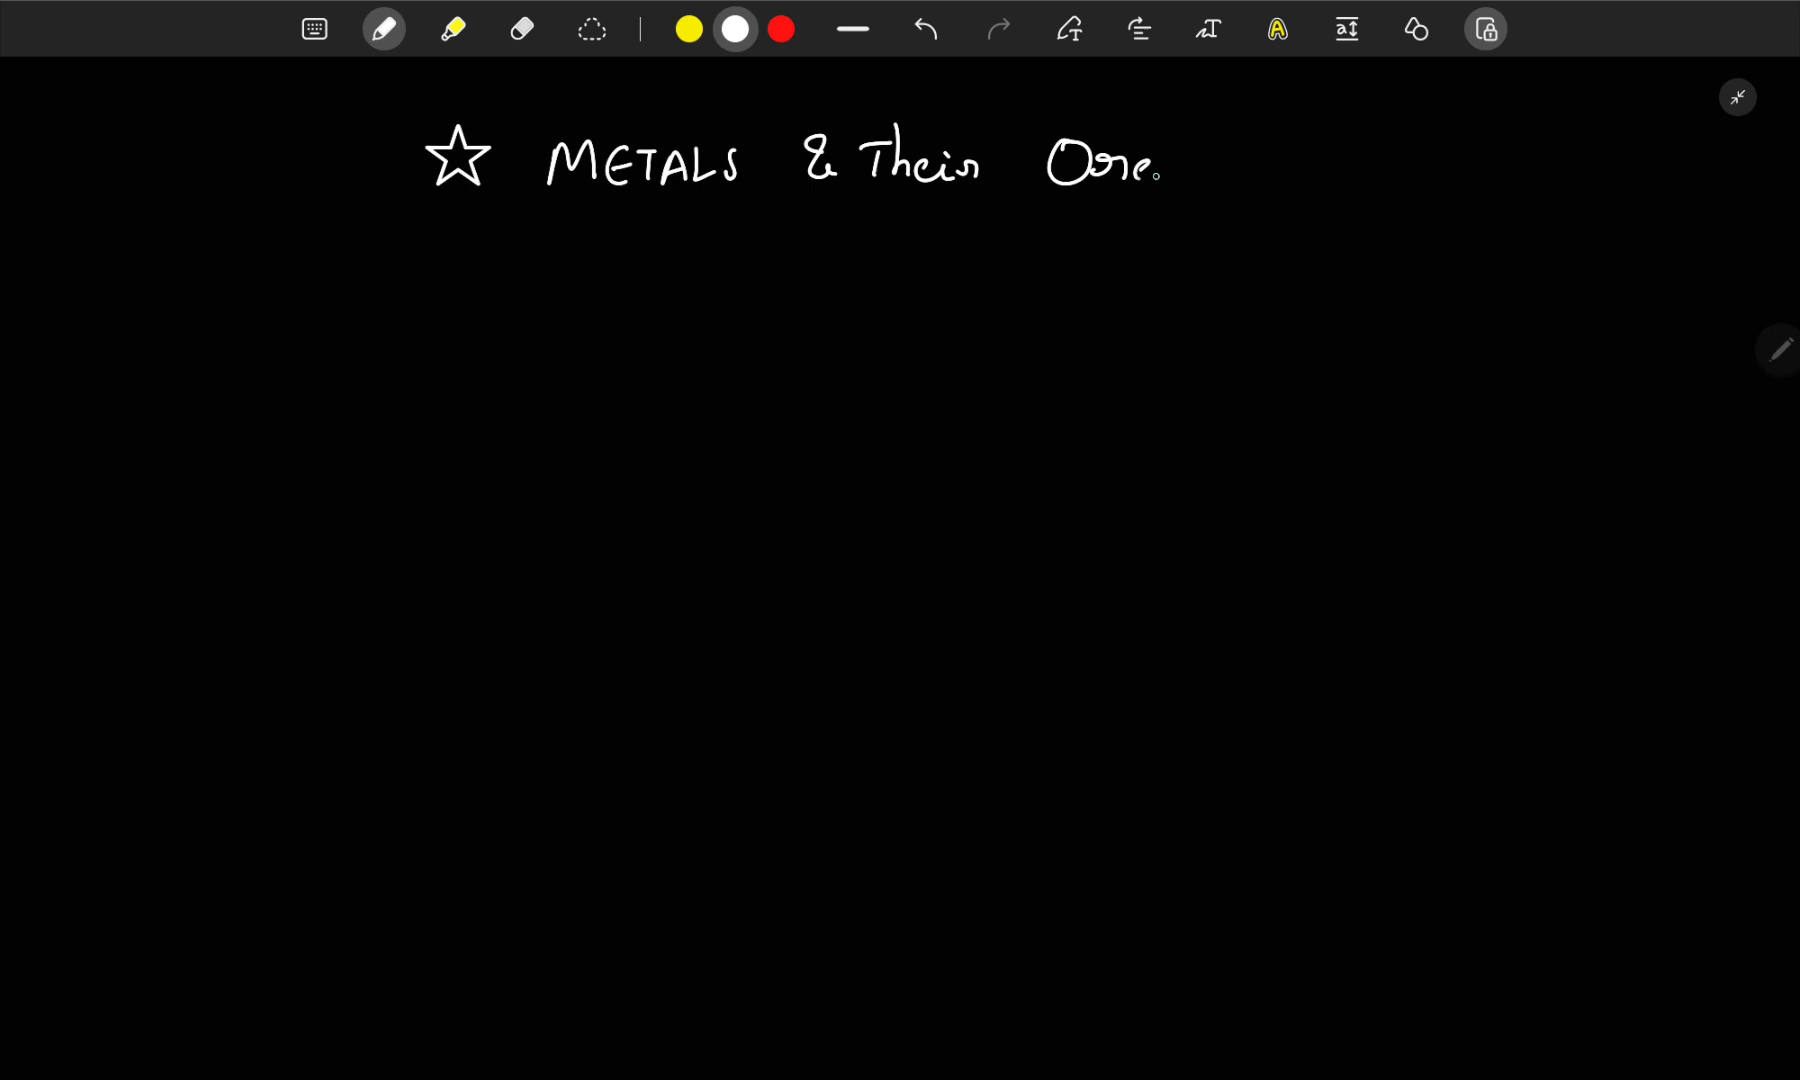 ☆ METALS & Their Ore.